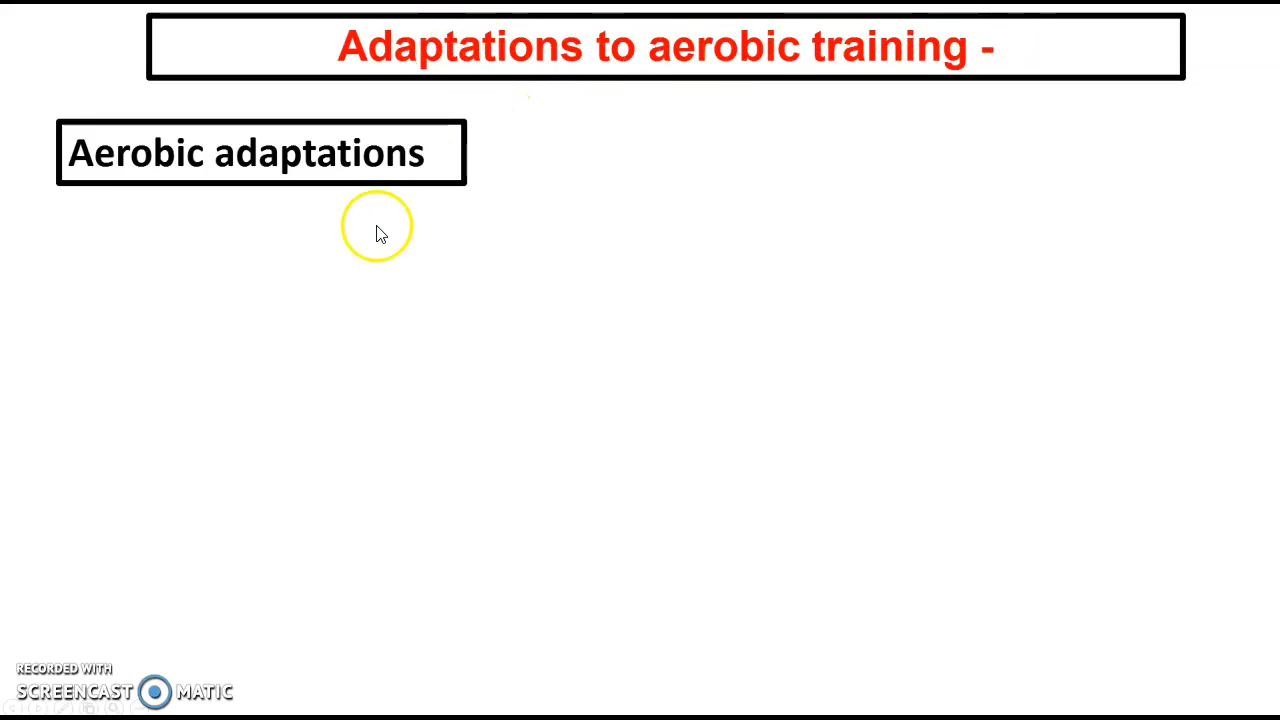 Adaptations to aerobic training -
Aerobic adaptations
RECORDED WITH
SCREENCAST MATIC